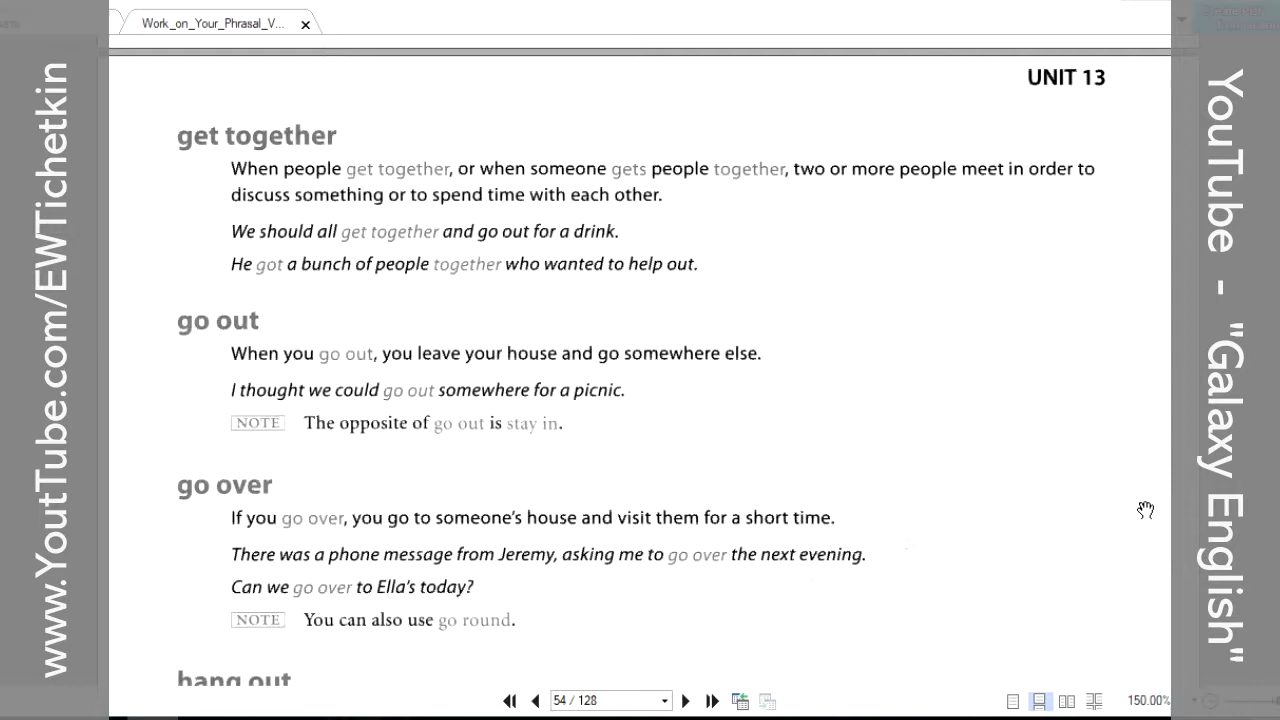 Work_on_Your_Phrasal_V...
UNIT 13
get together
When people get together, or when someone gets people together, two or more people meet in order to
discuss something or to spend time with each other.
We should all get together and go out for a drink.
He got a bunch of people together who wanted to help out.
go out
When you go out, you leave your house and go somewhere else.
I thought we could go out somewhere for a picnic.
NOTE The opposite of go out is stay in.
go over
If you go over, you go to someone's house and visit them for a short time.
There was a phone message from Jeremy, asking me to go over the next evening.
Can we go over to Ella's today?
NOTE You can also use go round.
hang out
54 / 128
150.00%
www.YoutTube.com/EWTichetkin
YouTube - "Galaxy English"